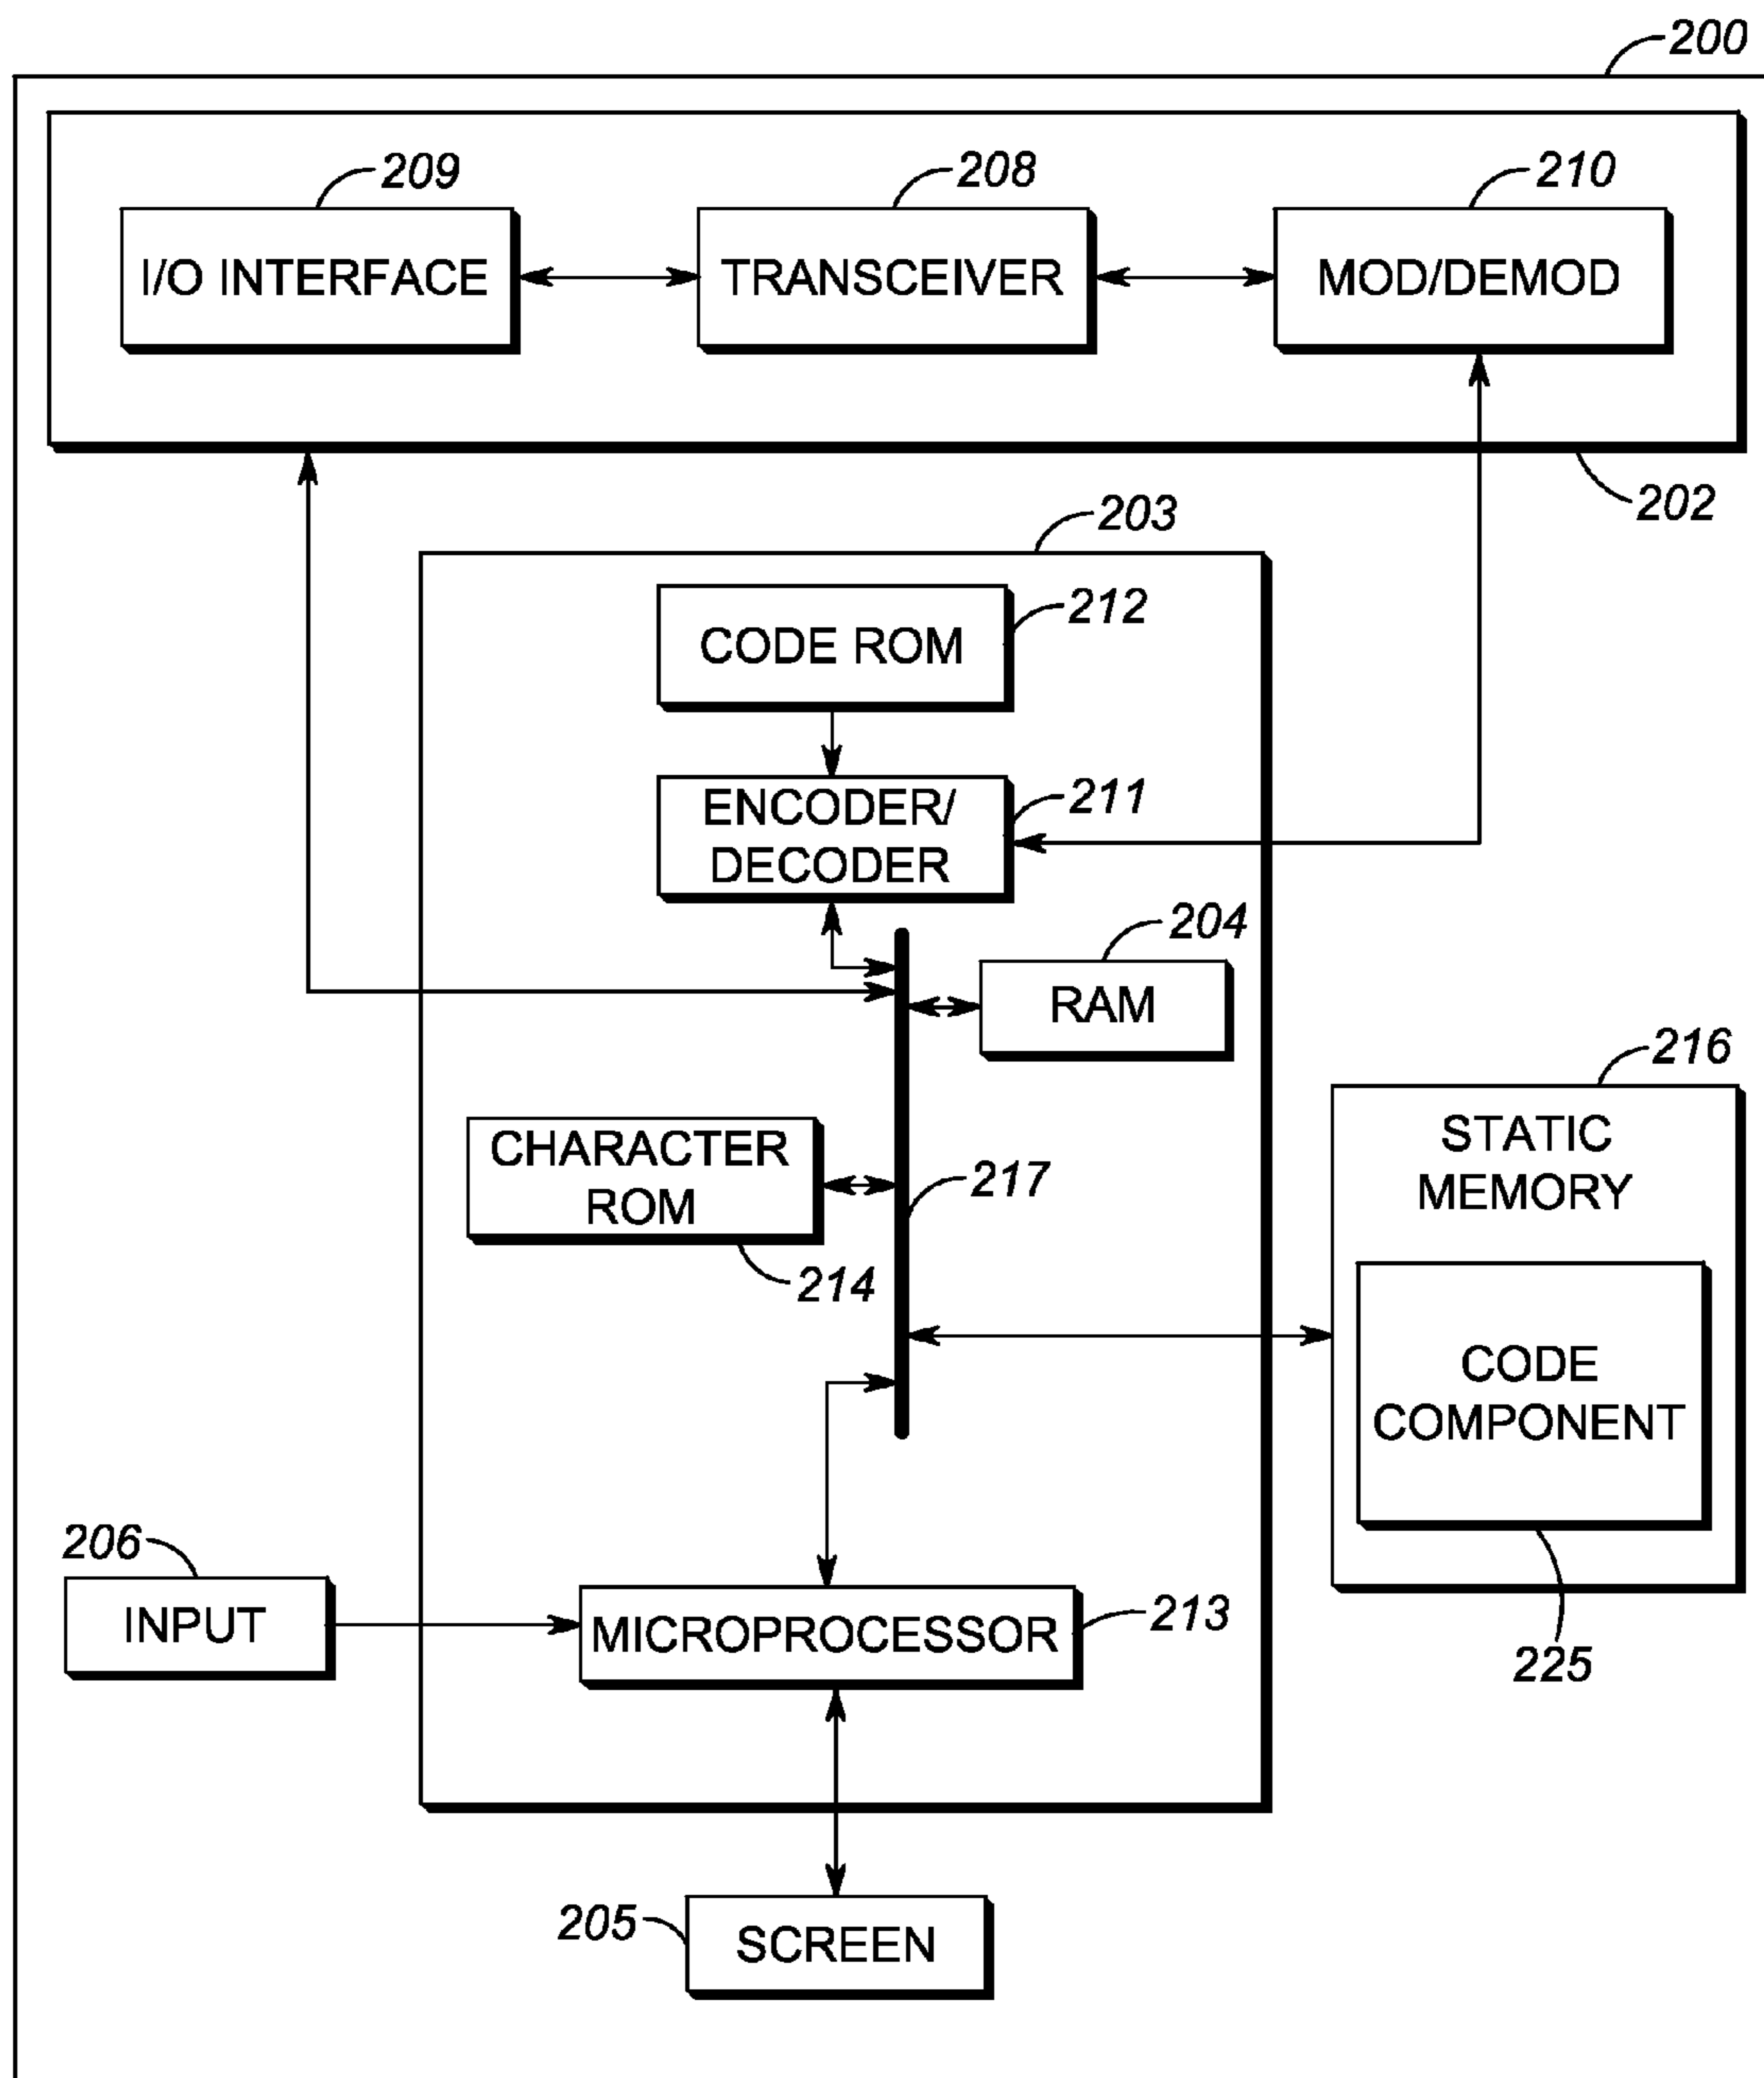 200
209
208
210
I/O INTERFACE
TRANSCEIVER
MOD/DEMOD
202
203
212
CODE ROM
211
ENCODER/
DECODER
204
RAM
216
STATIC
MEMORY
CHARACTER
ROM
217
214
CODE
COMPONENT
206
INPUT
MICROPROCESSOR
213
225
205
SCREEN